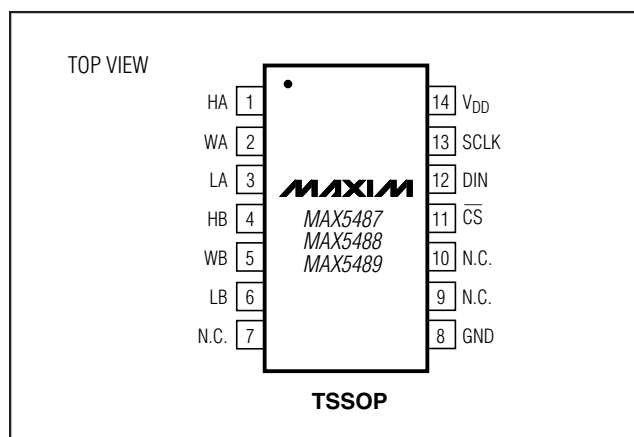 TOP VIEW
HA 1
WA 2
LA 3
HB 4
WB 5
LB 6
N.C. 7
14 VDD
13 SCLK
12 DIN
11 C̅S̅
10 N.C.
9 N.C.
8 GND
MAXIM
MAX5487
MAX5488
MAX5489
TSSOP